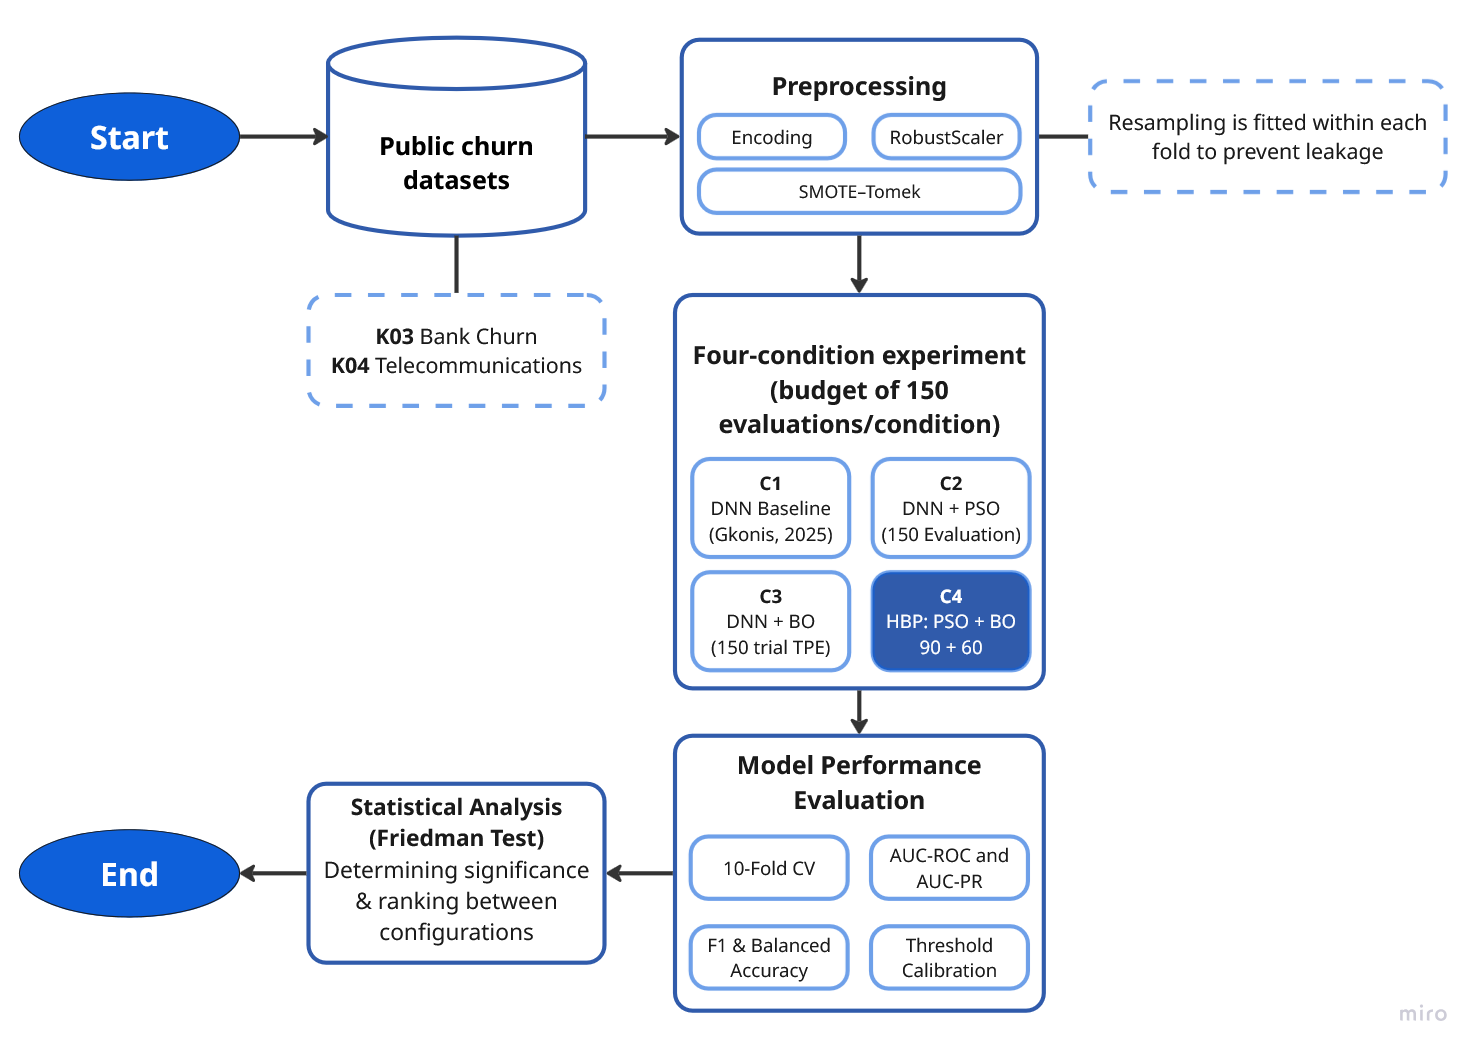 Start
Public churn
datasets
K03 Bank Churn
K04 Telecommunications
Preprocessing
Encoding
RobustScaler
SMOTE–Tomek
Resampling is fitted within each
fold to prevent leakage
Four-condition experiment
(budget of 150
evaluations/condition)
C1
DNN Baseline
(Gkonis, 2025)
C2
DNN + PSO
(150 Evaluation)
C3
DNN + BO
(150 trial TPE)
C4
HBP: PSO + BO
90 + 60
Model Performance
Evaluation
10-Fold CV
AUC-ROC and
AUC-PR
F1 & Balanced
Accuracy
Threshold
Calibration
Statistical Analysis
(Friedman Test)
Determining significance
& ranking between
configurations
End
miro